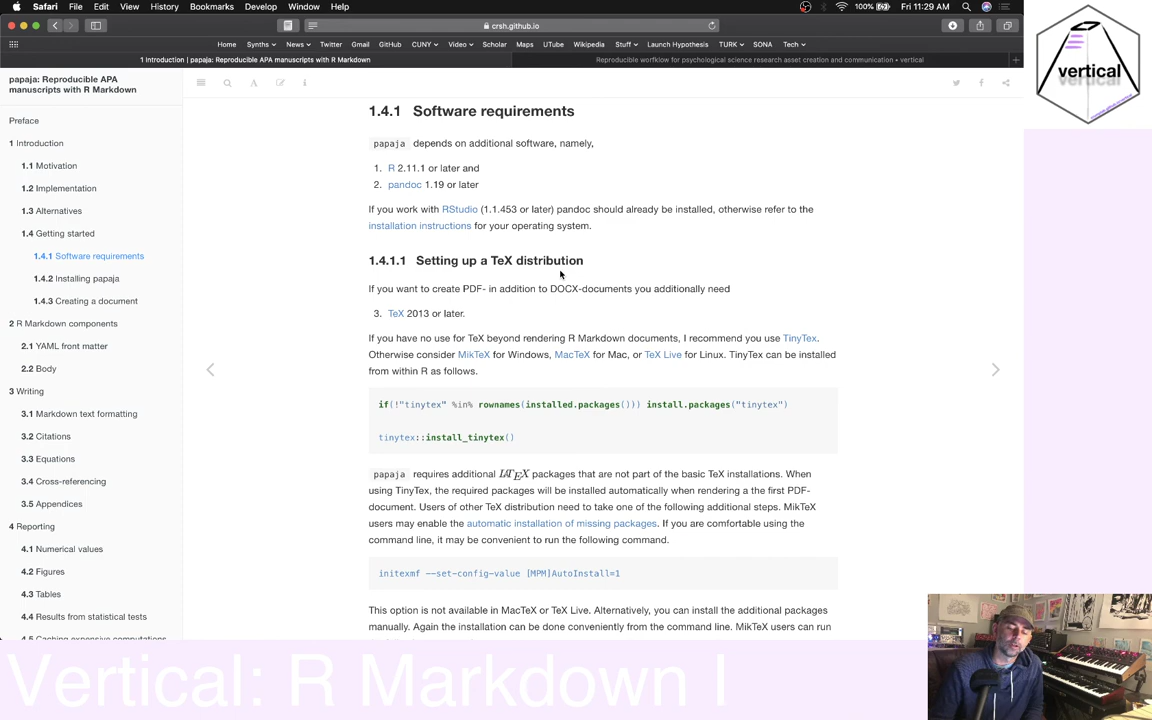 Safari File Edit View History Bookmarks Develop Window Help 100% Fri 11:29 AM
crsh.github.io
Home Synths News Twitter Gmail GitHub CUNY Video Scholar Maps UTube Wikipedia Stuff Launch Hypothesis TURK SONA Tech
1 Introduction | papaja: Reproducible APA manuscripts with R Markdown
Reproducible worfklow for psychological science research asset creation and communication • vertical
vertical
papaja: Reproducible APA
manuscripts with R Markdown
Preface
1 Introduction
1.1 Motivation
1.2 Implementation
1.3 Alternatives
1.4 Getting started
1.4.1 Software requirements
1.4.2 Installing papaja
1.4.3 Creating a document
2 R Markdown components
2.1 YAML front matter
2.2 Body
3 Writing
3.1 Markdown text formatting
3.2 Citations
3.3 Equations
3.4 Cross-referencing
3.5 Appendices
4 Reporting
4.1 Numerical values
4.2 Figures
4.3 Tables
4.4 Results from statistical tests
4.5 Caching expensive computations
1.4.1 Software requirements
papaja depends on additional software, namely,
1. R 2.11.1 or later and
2. pandoc 1.19 or later
If you work with RStudio (1.1.453 or later) pandoc should already be installed, otherwise refer to the
installation instructions for your operating system.
1.4.1.1 Setting up a TeX distribution
If you want to create PDF- in addition to DOCX-documents you additionally need
3. TeX 2013 or later.
If you have no use for TeX beyond rendering R Markdown documents, I recommend you use TinyTex.
Otherwise consider MikTeX for Windows, MacTeX for Mac, or TeX Live for Linux. TinyTex can be installed
from within R as follows.
if(!"tinytex" %in% rownames(installed.packages())) install.packages("tinytex")
tinytex::install_tinytex()
papaja requires additional LATEX packages that are not part of the basic TeX installations. When
using TinyTex, the required packages will be installed automatically when rendering a the first PDF-
document. Users of other TeX distribution need to take one of the following additional steps. MikTeX
users may enable the automatic installation of missing packages. If you are comfortable using the
command line, it may be convenient to run the following command.
initexmf --set-config-value [MPM]AutoInstall=1
This option is not available in MacTeX or TeX Live. Alternatively, you can install the additional packages
manually. Again the installation can be done conveniently from the command line. MikTeX users can run
Vertical: R Markdown I